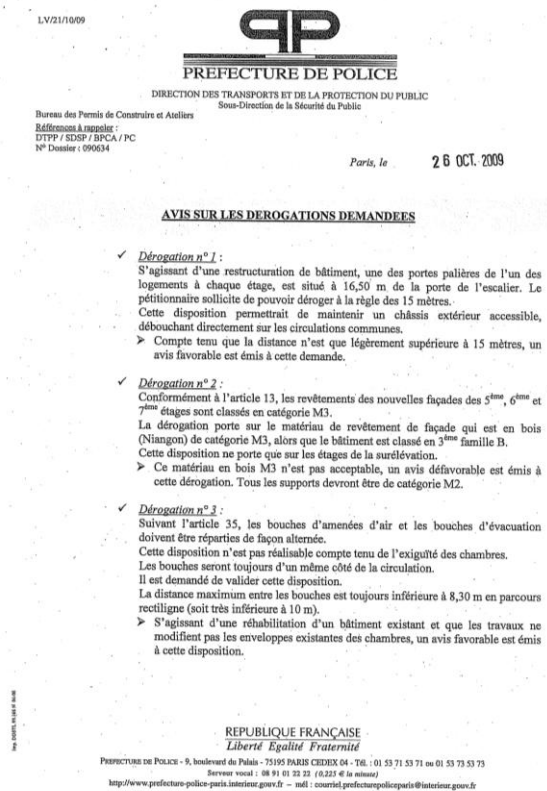 LV/21/10/09
PREFECTURE DE POLICE
DIRECTION DES TRANSPORTS ET DE LA PROTECTION DU PUBLIC
Sous-Direction de la Sécurité du Public
Bureau des Permis de Construire et Ateliers
Références à rappeler :
DTPP / SDSP / BPCA / PC
N° Dossier : 090634
Paris, le 26 OCT. 2009
AVIS SUR LES DEROGATIONS DEMANDEES
✓ Dérogation n° 1 :
S'agissant d'une restructuration de bâtiment, une des portes palières de l'un des
logements à chaque étage, est situé à 16,50 m de la porte de l'escalier. Le
pétitionnaire sollicite de pouvoir déroger à la règle des 15 mètres.
Cette disposition permettrait de maintenir un châssis extérieur accessible,
débouchant directement sur les circulations communes.
➢ Compte tenu que la distance n'est que légèrement supérieure à 15 mètres, un
avis favorable est émis à cette demande.
✓ Dérogation n° 2 :
Conformément à l'article 13, les revêtements des nouvelles façades des 5ème, 6ème et
7ème étages sont classés en catégorie M3.
La dérogation porte sur le matériau de revêtement de façade qui est en bois
(Niangon) de catégorie M3, alors que le bâtiment est classé en 3ème famille B.
Cette disposition ne porte que sur les étages de la surélévation.
➢ Ce matériau en bois M3 n'est pas acceptable, un avis défavorable est émis à
cette dérogation. Tous les supports devront être de catégorie M2.
✓ Dérogation n° 3 :
Suivant l'article 35, les bouches d'amenées d'air et les bouches d'évacuation
doivent être réparties de façon alternée.
Cette disposition n'est pas réalisable compte tenu de l'exiguïté des chambres.
Les bouches seront toujours d'un même côté de la circulation.
Il est demandé de valider cette disposition.
La distance maximum entre les bouches est toujours inférieure à 8,30 m en parcours
rectiligne (soit très inférieure à 10 m).
➢ S'agissant d'une réhabilitation d'un bâtiment existant et que les travaux ne
modifient pas les enveloppes existantes des chambres, un avis favorable est émis
à cette disposition.
REPUBLIQUE FRANÇAISE
Liberté Egalité Fraternité
PREFECTURE DE POLICE - 9, boulevard du Palais - 75195 PARIS CEDEX 04 - Tél. : 01 53 71 53 71 ou 01 53 73 53 73
Serveur vocal : 08 91 01 22 22 (0,225 € la minute)
http://www.prefecture-police-paris.interieur.gouv.fr – mél : courriel.prefecturepoliceparis@interieur.gouv.fr